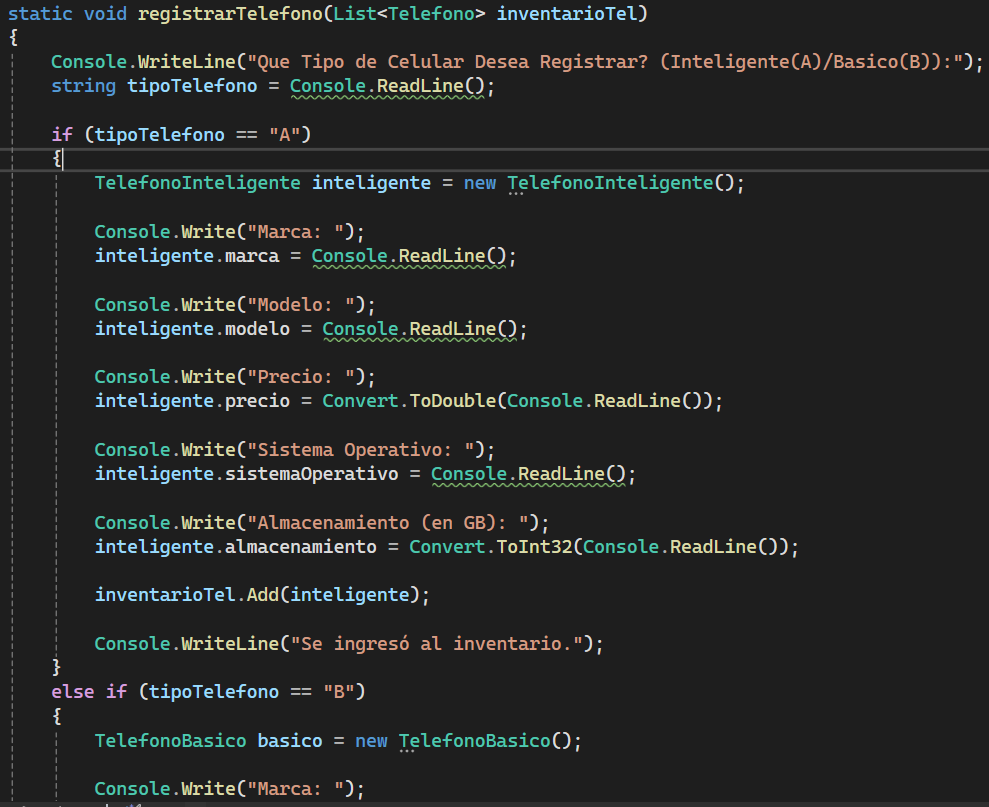 static void registrarTelefono(List<Telefono> inventarioTel)
{
Console.WriteLine("Que Tipo de Celular Desea Registrar? (Inteligente(A)/Basico(B)):");
string tipoTelefono = Console.ReadLine();
if (tipoTelefono == "A")
{
TelefonoInteligente inteligente = new TelefonoInteligente();
Console.Write("Marca: ");
inteligente.marca = Console.ReadLine();
Console.Write("Modelo: ");
inteligente.modelo = Console.ReadLine();
Console.Write("Precio: ");
inteligente.precio = Convert.ToDouble(Console.ReadLine());
Console.Write("Sistema Operativo: ");
inteligente.sistemaOperativo = Console.ReadLine();
Console.Write("Almacenamiento (en GB): ");
inteligente.almacenamiento = Convert.ToInt32(Console.ReadLine());
inventarioTel.Add(inteligente);
Console.WriteLine("Se ingresó al inventario.");
}
else if (tipoTelefono == "B")
{
TelefonoBasico basico = new TelefonoBasico();
Console.Write("Marca: ");